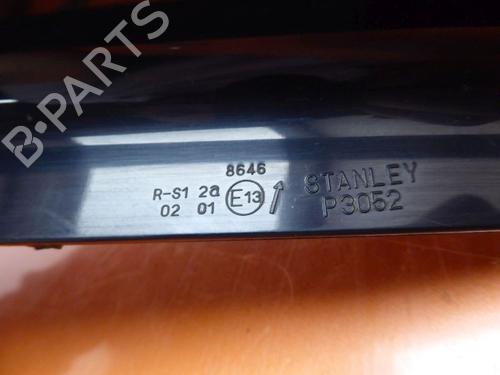 B-PARTS
8646
R-S1 2a
02 01 E13
STANLEY
P3052